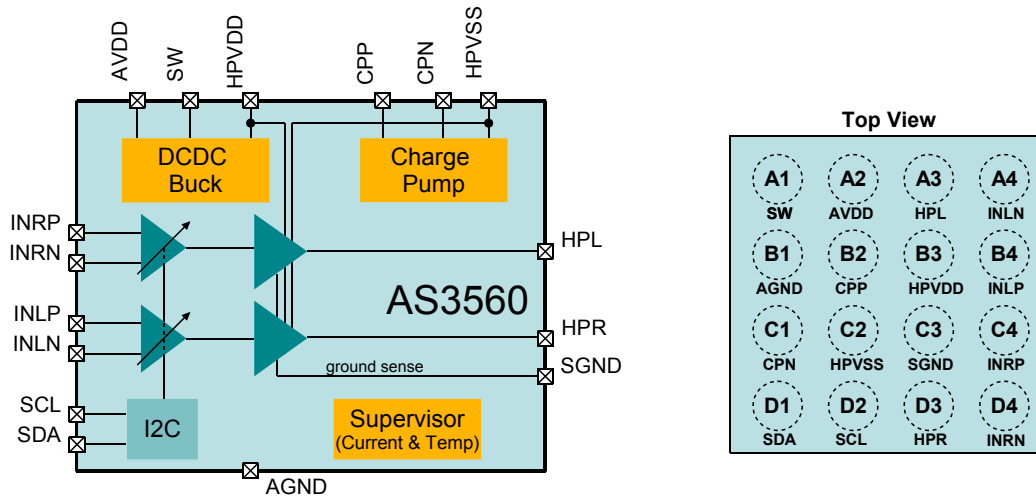 AVDD
SW
HPVDD
CPP
CPN
HPVSS
DCDC
Buck
Charge
Pump
INRP
INRN
INLP
INLN
SCL
SDA
I2C
HPL
AS3560
HPR
SGND
ground sense
Supervisor
(Current & Temp)
AGND
Top View
A1 A2 A3 A4
SW AVDD HPL INLN
B1 B2 B3 B4
AGND CPP HPVDD INLP
C1 C2 C3 C4
CPN HPVSS SGND INRP
D1 D2 D3 D4
SDA SCL HPR INRN